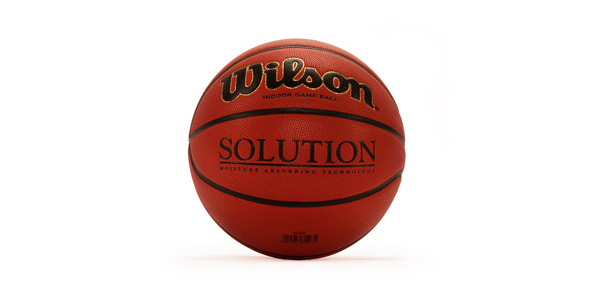 Wilson
INDOOR GAME BALL
SOLUTION
MOISTURE ABSORBING TECHNOLOGY